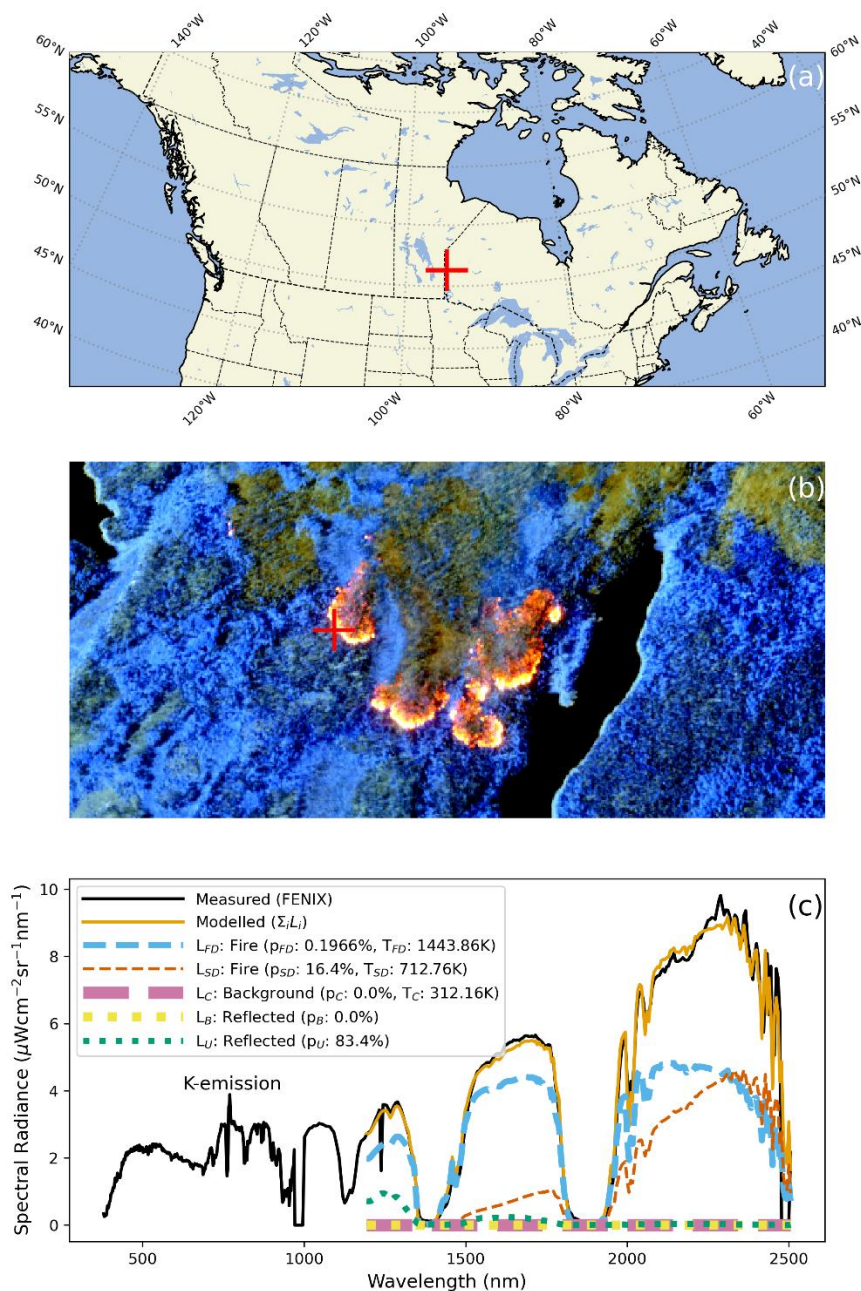 140°W 120°W 100°W 80°W 60°W 40°W
60°N 60°N
(a)
55°N 55°N
50°N 50°N
45°N 45°N
40°N 40°N
120°W 100°W 80°W 60°W
(b)
(c)
Measured (FENIX)
Modelled (ΣᵢLᵢ)
L_FD: Fire (p_FD: 0.1966%, T_FD: 1443.86K)
L_SD: Fire (p_SD: 16.4%, T_SD: 712.76K)
L_C: Background (p_C: 0.0%, T_C: 312.16K)
L_B: Reflected (p_B: 0.0%)
L_U: Reflected (p_U: 83.4%)
K-emission
10
8
6
4
2
0
Spectral Radiance (μWcm⁻²sr⁻¹nm⁻¹)
500 1000 1500 2000 2500
Wavelength (nm)